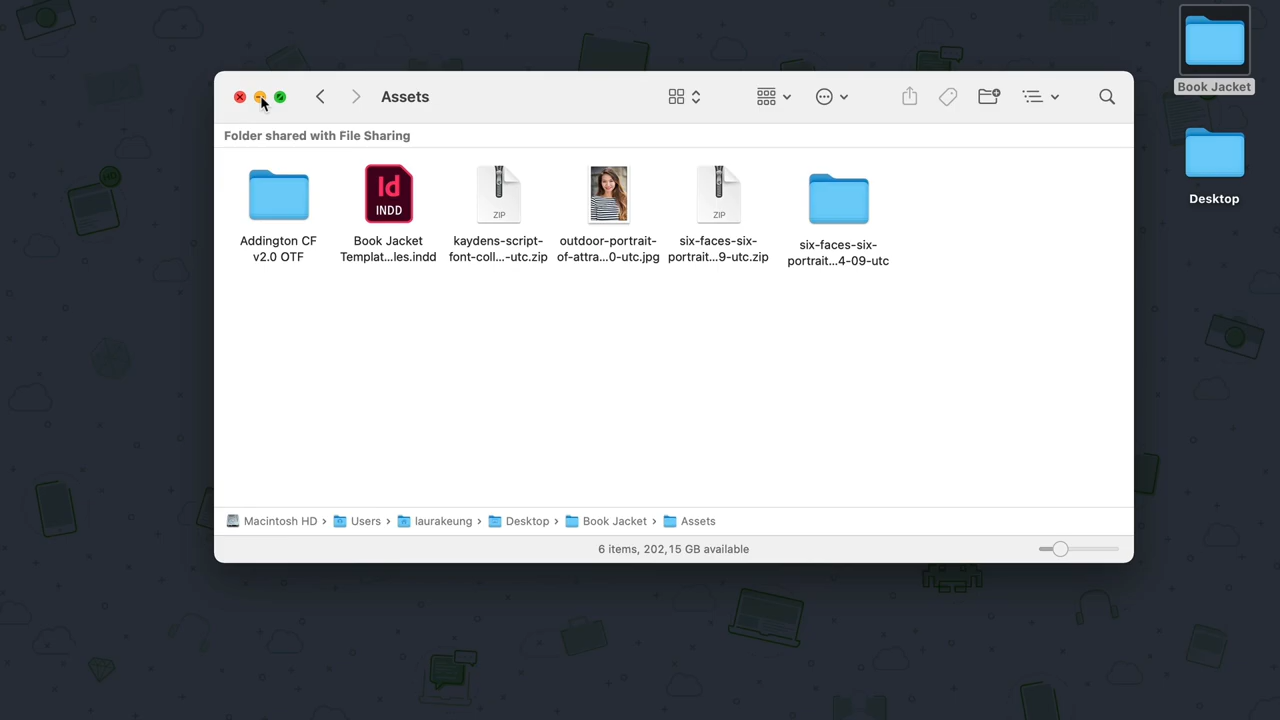 Book Jacket
Assets
Folder shared with File Sharing
Id
INDD
ZIP
ZIP
Addington CF
v2.0 OTF
Book Jacket
Templat...les.indd
kaydens-script-
font-coll...-utc.zip
outdoor-portrait-
of-attra...0-utc.jpg
six-faces-six-
portrait...9-utc.zip
six-faces-six-
portrait...4-09-utc
Desktop
Macintosh HD › Users › laurakeung › Desktop › Book Jacket › Assets
6 items, 202,15 GB available